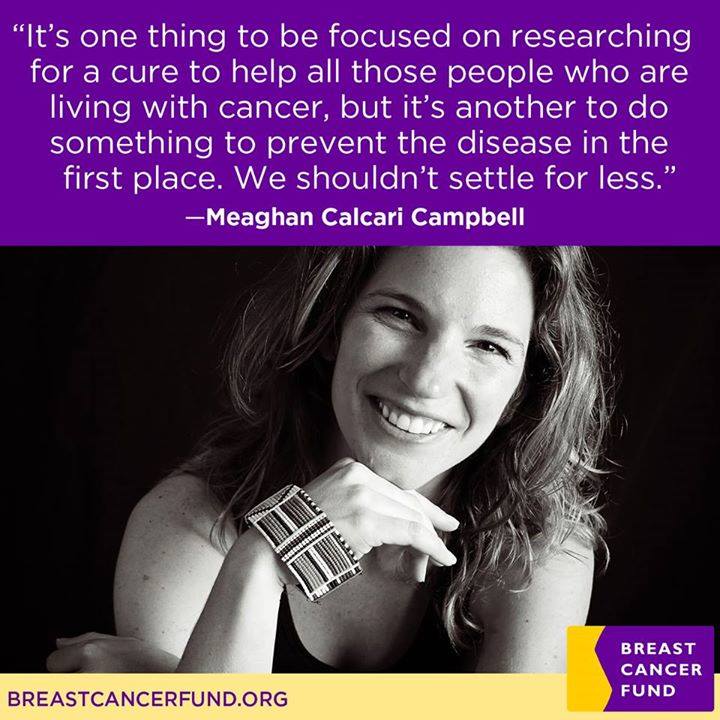 “It’s one thing to be focused on researching
for a cure to help all those people who are
living with cancer, but it’s another to do
something to prevent the disease in the
first place. We shouldn’t settle for less.”
—Meaghan Calcari Campbell
BREAST
CANCER
FUND
BREASTCANCERFUND.ORG